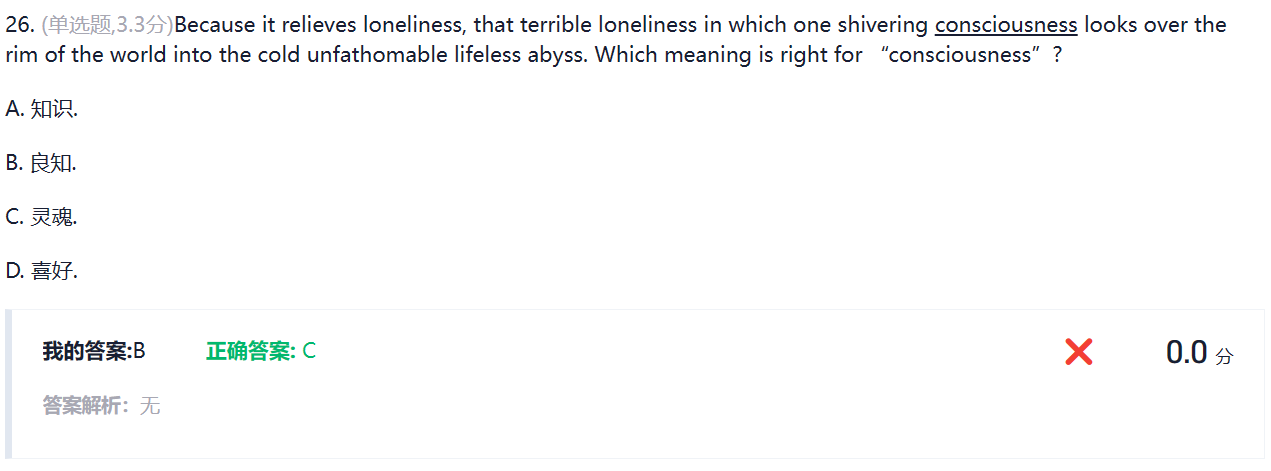 26. (单选题,3.3分)Because it relieves loneliness, that terrible loneliness in which one shivering consciousness looks over the
rim of the world into the cold unfathomable lifeless abyss. Which meaning is right for “consciousness”?
A. 知识.
B. 良知.
C. 灵魂.
D. 喜好.
我的答案:B 正确答案: C 0.0 分
答案解析：无